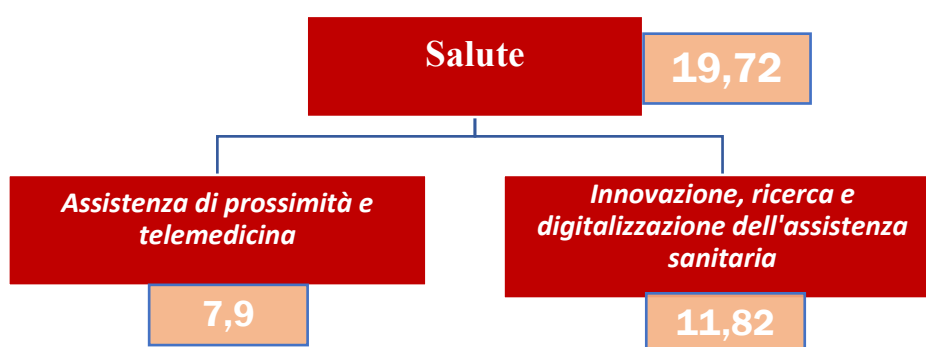 Salute
19,72
Assistenza di prossimità e
telemedicina
7,9
Innovazione, ricerca e
digitalizzazione dell'assistenza
sanitaria
11,82